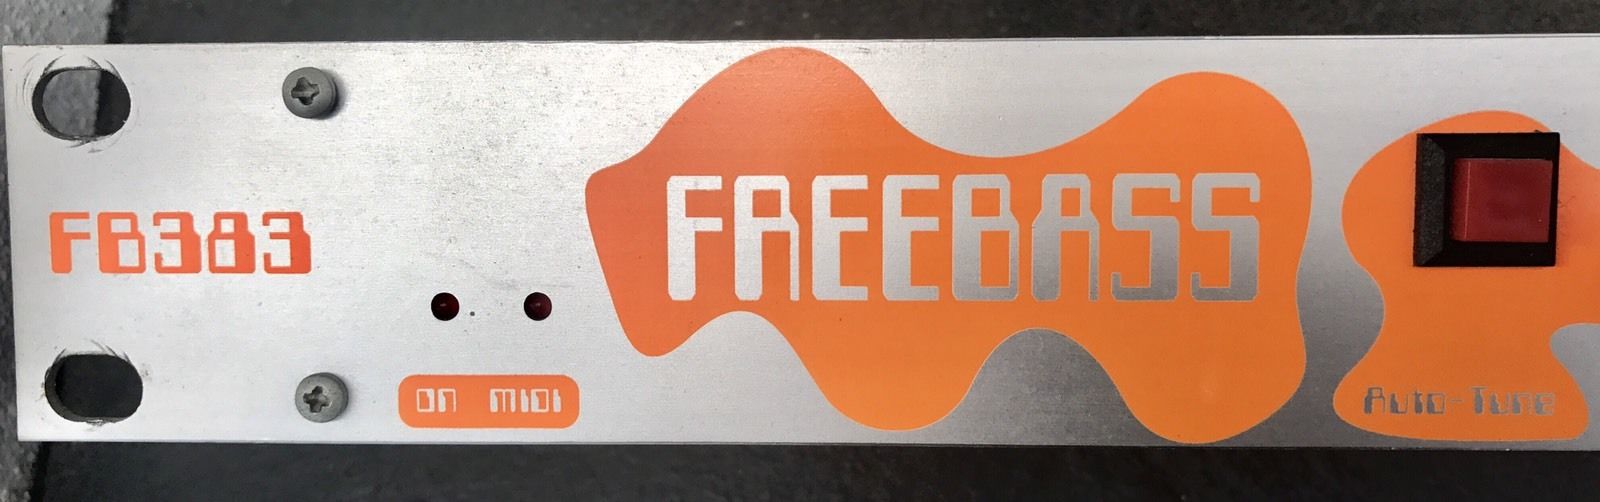 FB383
FREEBASS
on midi
Auto-Tune